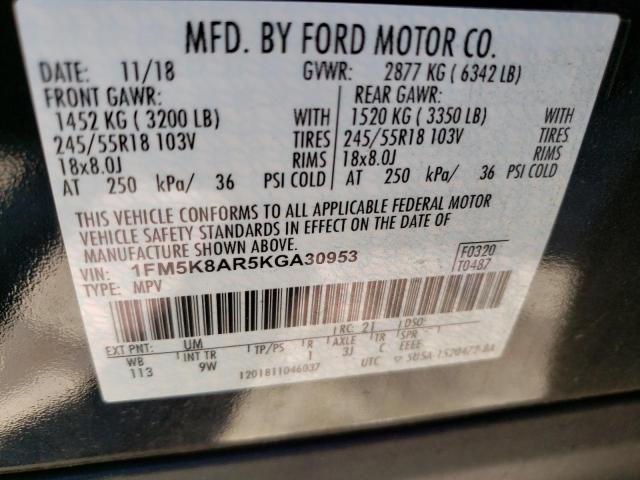 MFD. BY FORD MOTOR CO.
DATE: 11/18 GVWR: 2877 KG ( 6342 LB)
FRONT GAWR: REAR GAWR:
1452 KG ( 3200 LB) WITH 1520 KG ( 3350 LB) WITH
245/55R18 103V TIRES 245/55R18 103V TIRES
18x8.0J RIMS 18x8.0J RIMS
AT 250 kPa/ 36 PSI COLD AT 250 kPa/ 36 PSI COLD
THIS VEHICLE CONFORMS TO ALL APPLICABLE FEDERAL MOTOR
VEHICLE SAFETY STANDARDS IN EFFECT ON THE DATE OF
MANUFACTURE SHOWN ABOVE.
VIN: 1FM5K8AR5KGA30953 F0320
TYPE: MPV T0487
EXT PNT: UM RC: 21 DSO:
WB INT TR TP/PS R AXLE TR SPR
113 9W 1 3J C EEEE
1201811046037 UTC